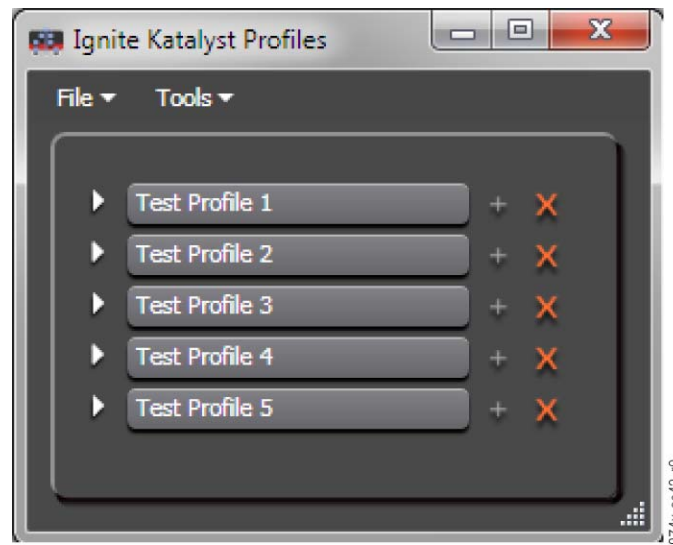 Ignite Katalyst Profiles
File Tools
Test Profile 1
Test Profile 2
Test Profile 3
Test Profile 4
Test Profile 5